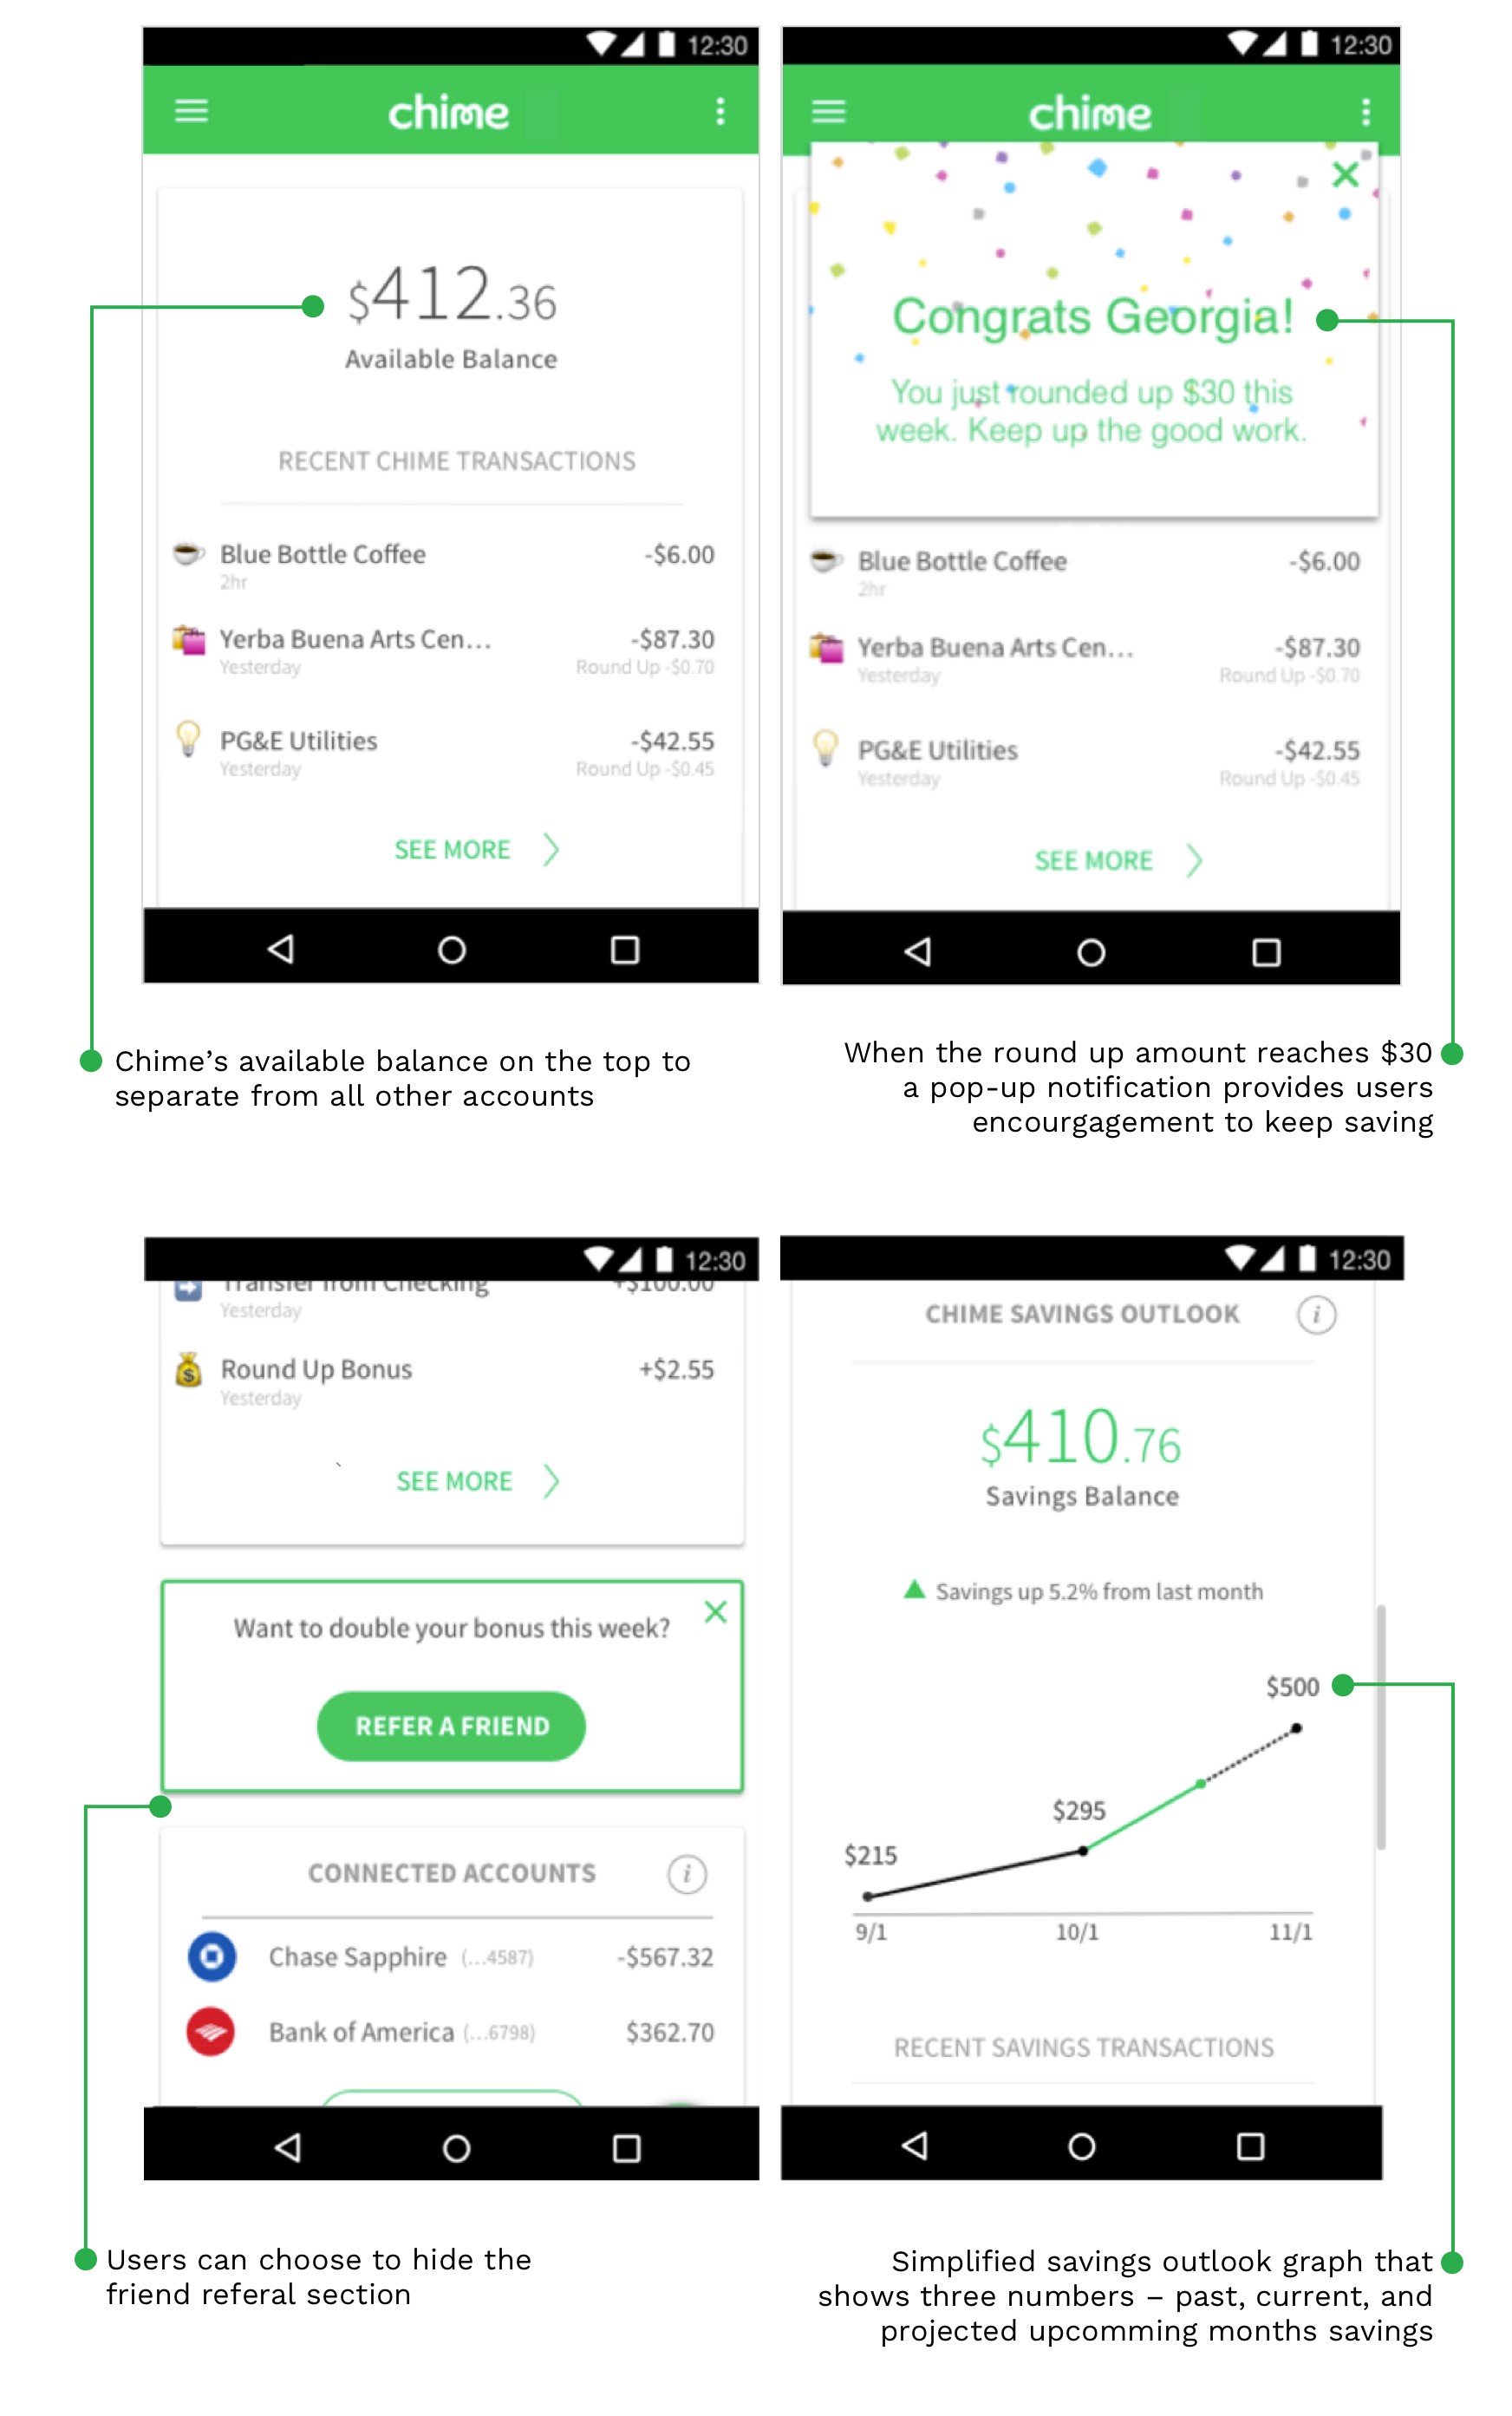 12:30
chime
$412.36
Available Balance
RECENT CHIME TRANSACTIONS
Blue Bottle Coffee -$6.00
2hr
Yerba Buena Arts Cen... -$87.30
Yesterday Round Up -$0.70
PG&E Utilities -$42.55
Yesterday Round Up -$0.45
SEE MORE
Chime’s available balance on the top to
separate from all other accounts
12:30
chime
Congrats Georgia!
You just rounded up $30 this
week. Keep up the good work.
Blue Bottle Coffee -$6.00
2hr
Yerba Buena Arts Cen... -$87.30
Yesterday Round Up -$0.70
PG&E Utilities -$42.55
Yesterday Round Up -$0.45
SEE MORE
When the round up amount reaches $30
a pop-up notification provides users
encourgagement to keep saving
12:30
Transfer from Checking +$100.00
Yesterday
Round Up Bonus +$2.55
Yesterday
SEE MORE
Want to double your bonus this week?
REFER A FRIEND
CONNECTED ACCOUNTS i
Chase Sapphire (...4587) -$567.32
Bank of America (...6798) $362.70
Users can choose to hide the
friend referal section
12:30
CHIME SAVINGS OUTLOOK i
$410.76
Savings Balance
Savings up 5.2% from last month
$500
$295
$215
9/1 10/1 11/1
RECENT SAVINGS TRANSACTIONS
Simplified savings outlook graph that
shows three numbers – past, current, and
projected upcomming months savings